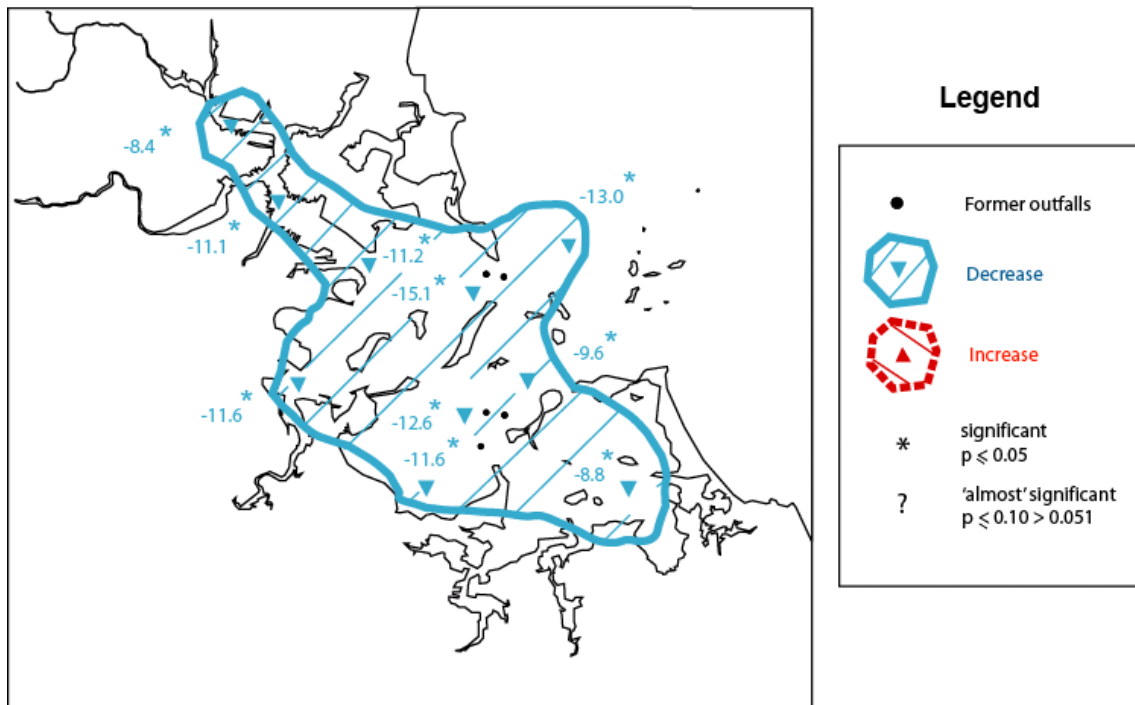 Legend
-8.4 *
-13.0 *
Former outfalls
-11.1 *
-11.2 *
Decrease
-15.1 *
-9.6 *
Increase
-11.6 *
-12.6 *
* significant
p ⩽ 0.05
-11.6 *
-8.8 *
? 'almost' significant
p ⩽ 0.10 > 0.051